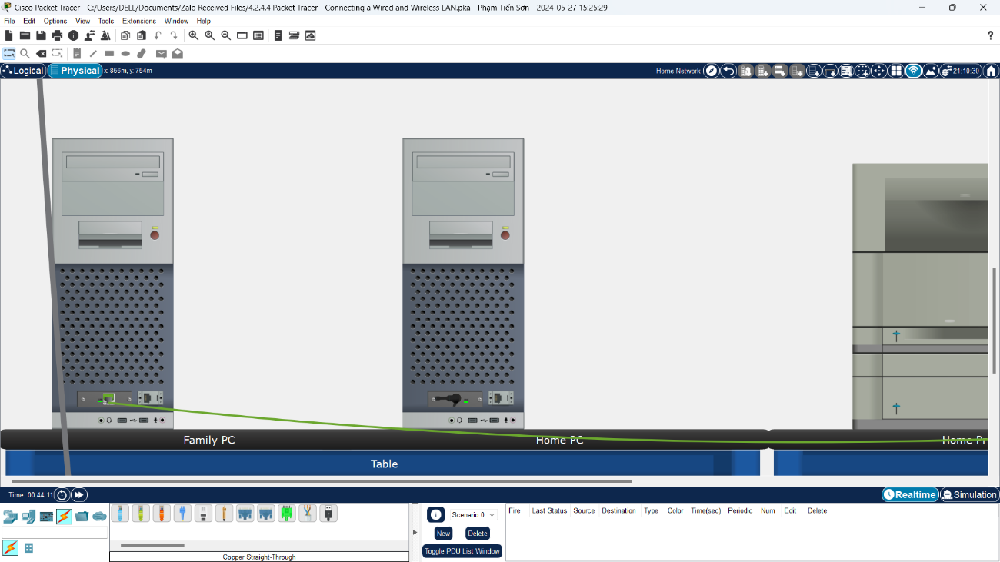 Cisco Packet Tracer - C:/Users/DELL/Documents/Zalo Received Files/4.2.4.4 Packet Tracer - Connecting a Wired and Wireless LAN.pka - Phạm Tiến Sơn - 2024-05-27 15:25:29
File Edit Options View Tools Extensions Window Help
?
Logical Physical x: 856m, y: 754m Home Network 21:10:30
Family PC Home PC Home Pri
Table
Time: 00:44:11 Realtime Simulation
Scenario 0 Fire Last Status Source Destination Type Color Time(sec) Periodic Num Edit Delete
New Delete
Toggle PDU List Window
Copper Straight-Through